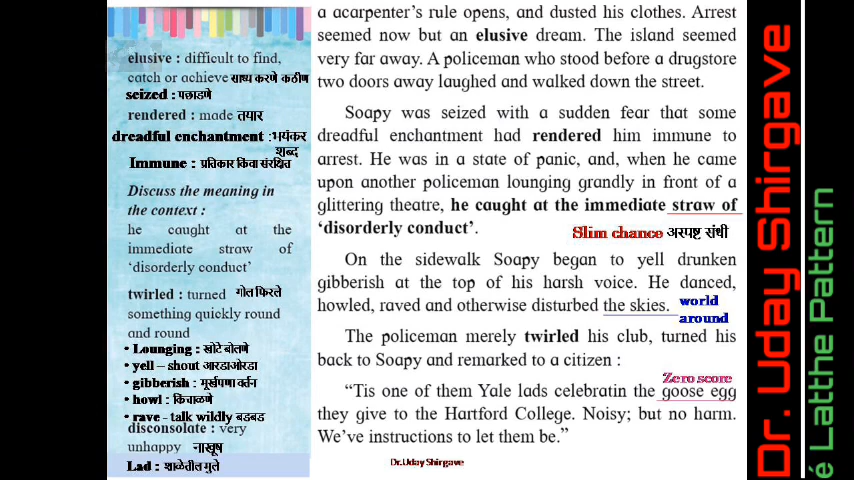 elusive : difficult to find,
catch or achieve साध्य करणे कठीण
seized : पछाडणे
rendered : made तयार
dreadful enchantment : भयंकर
शब्द
Immune : प्रतिकार किंवा संरक्षित
Discuss the meaning in
the context :
he caught at the
immediate straw of
‘disorderly conduct’
twirled : turned गोल फिरले
something quickly round
and round
• Lounging : खोटे बोलणे
• yell – shout आरडाओरडा
• gibberish : मूर्खपणा वर्तन
• howl : किंचाळणे
• rave - talk wildly बडबड
disconsolate : very
unhappy नाखूष
Lad : शाळेतील मुले
a acarpenter’s rule opens, and dusted his clothes. Arrest
seemed now but an elusive dream. The island seemed
very far away. A policeman who stood before a drugstore
two doors away laughed and walked down the street.
Soapy was seized with a sudden fear that some
dreadful enchantment had rendered him immune to
arrest. He was in a state of panic, and, when he came
upon another policeman lounging grandly in front of a
glittering theatre, he caught at the immediate straw of
‘disorderly conduct’.
Slim chance अस्पष्ट संधी
On the sidewalk Soapy began to yell drunken
gibberish at the top of his harsh voice. He danced,
howled, raved and otherwise disturbed the skies. world
around
The policeman merely twirled his club, turned his
back to Soapy and remarked to a citizen :
Zero score
“Tis one of them Yale lads celebratin the goose egg
they give to the Hartford College. Noisy; but no harm.
We’ve instructions to let them be.”
Dr.Uday Shirgave
Dr. Uday Shirgave
é Latthe Pattern